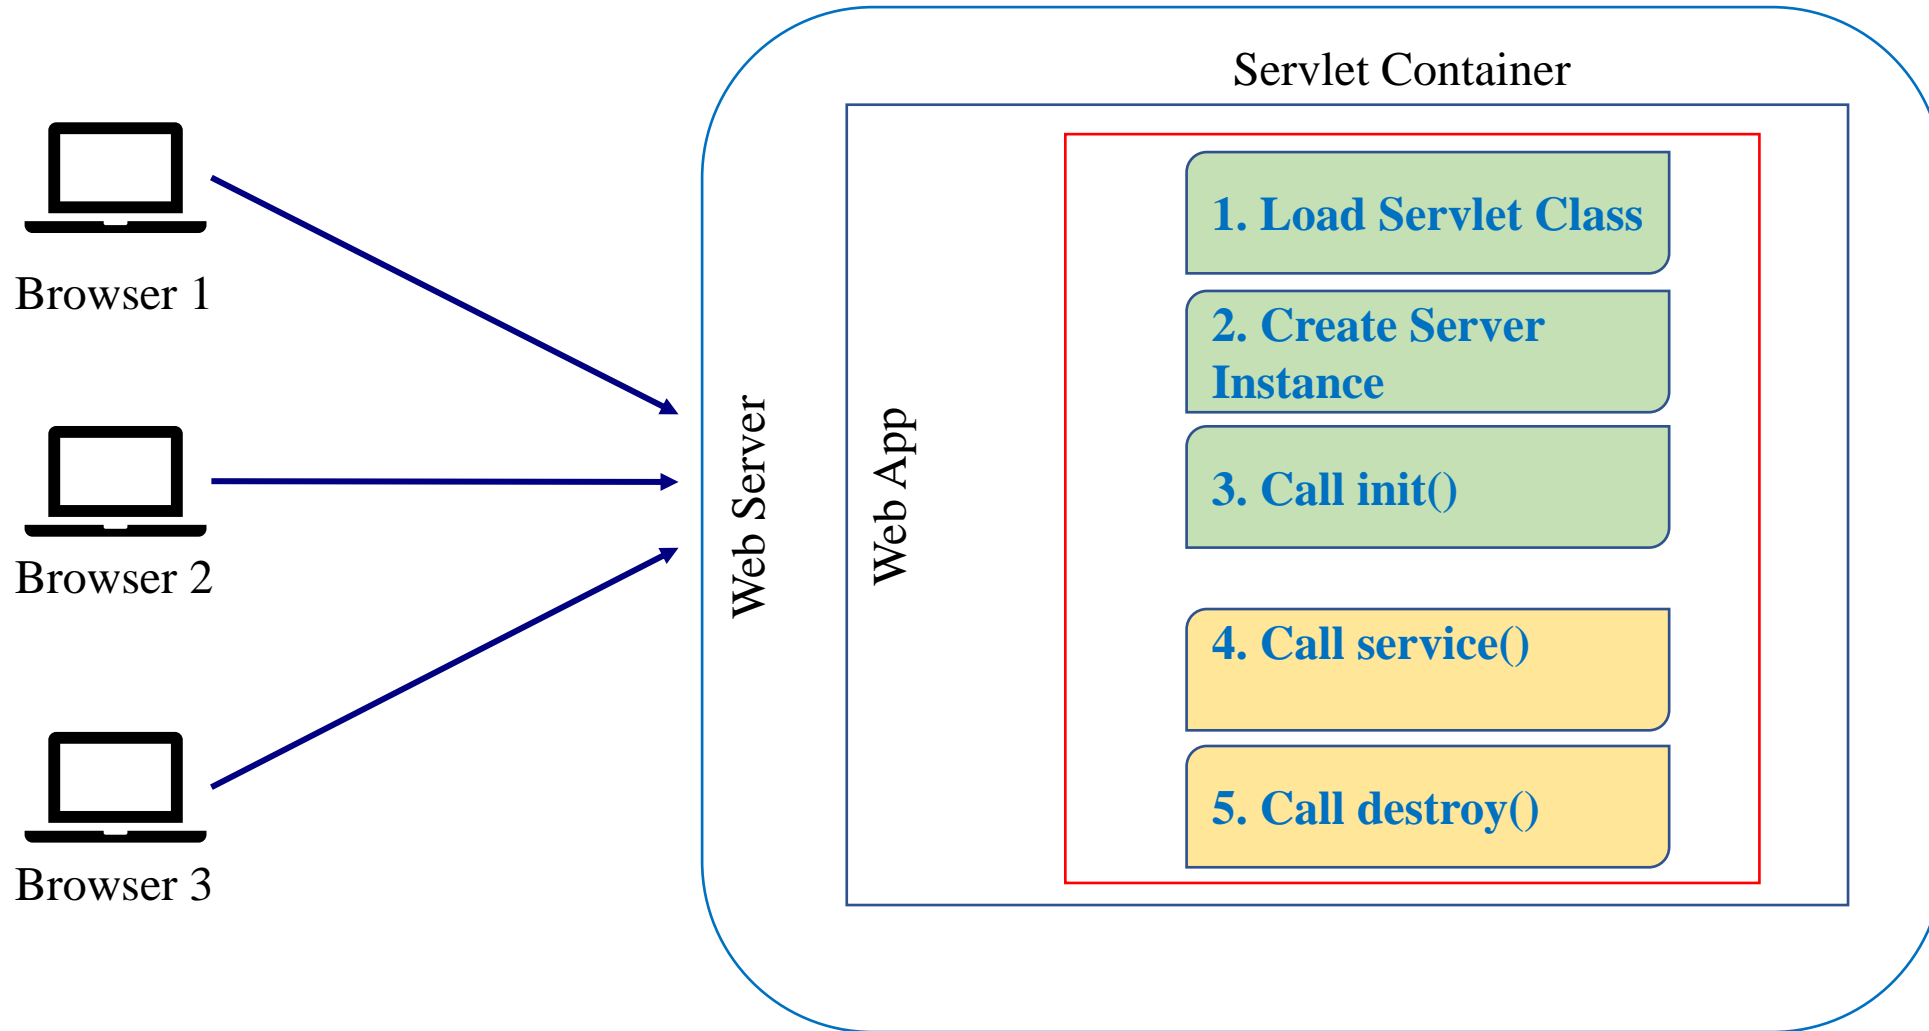 Servlet Container
Browser 1
Browser 2
Browser 3
Web Server
Web App
1. Load Servlet Class
2. Create Server
Instance
3. Call init()
4. Call service()
5. Call destroy()